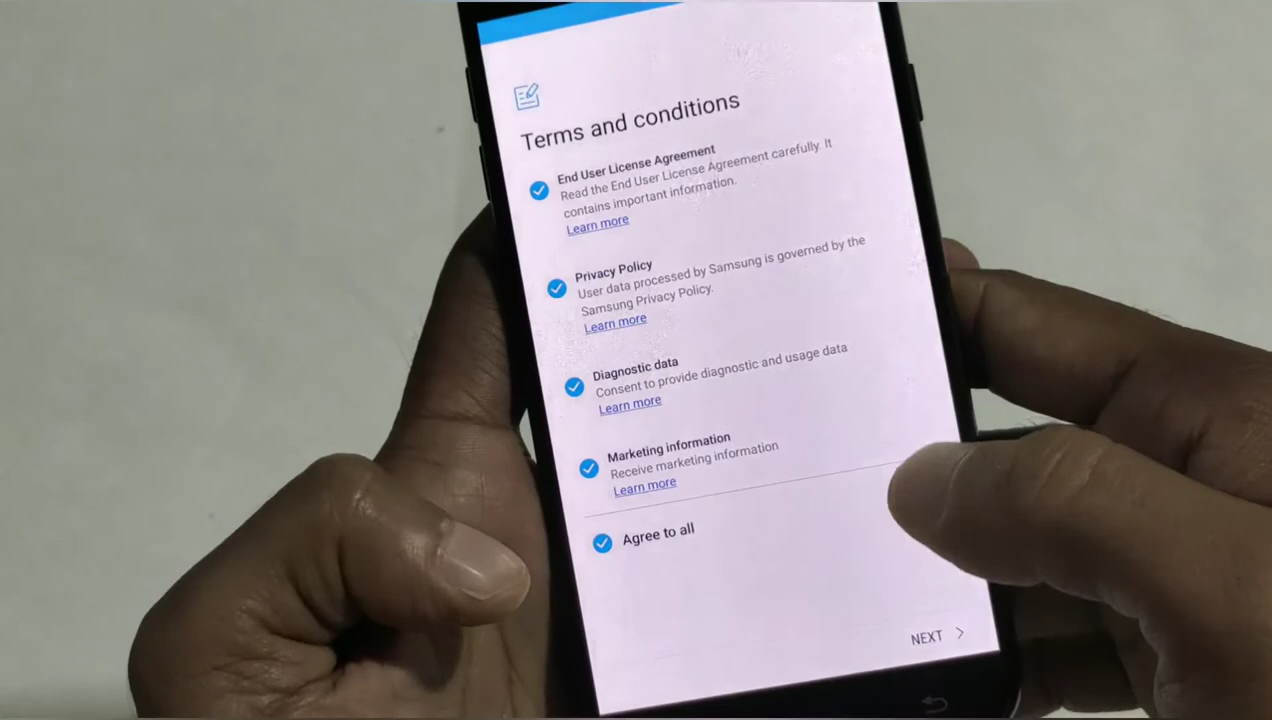 Terms and conditions
End User License Agreement
Read the End User License Agreement carefully. It
contains important information.
Learn more
Privacy Policy
User data processed by Samsung is governed by the
Samsung Privacy Policy.
Learn more
Diagnostic data
Consent to provide diagnostic and usage data
Learn more
Marketing information
Receive marketing information
Learn more
Agree to all
NEXT